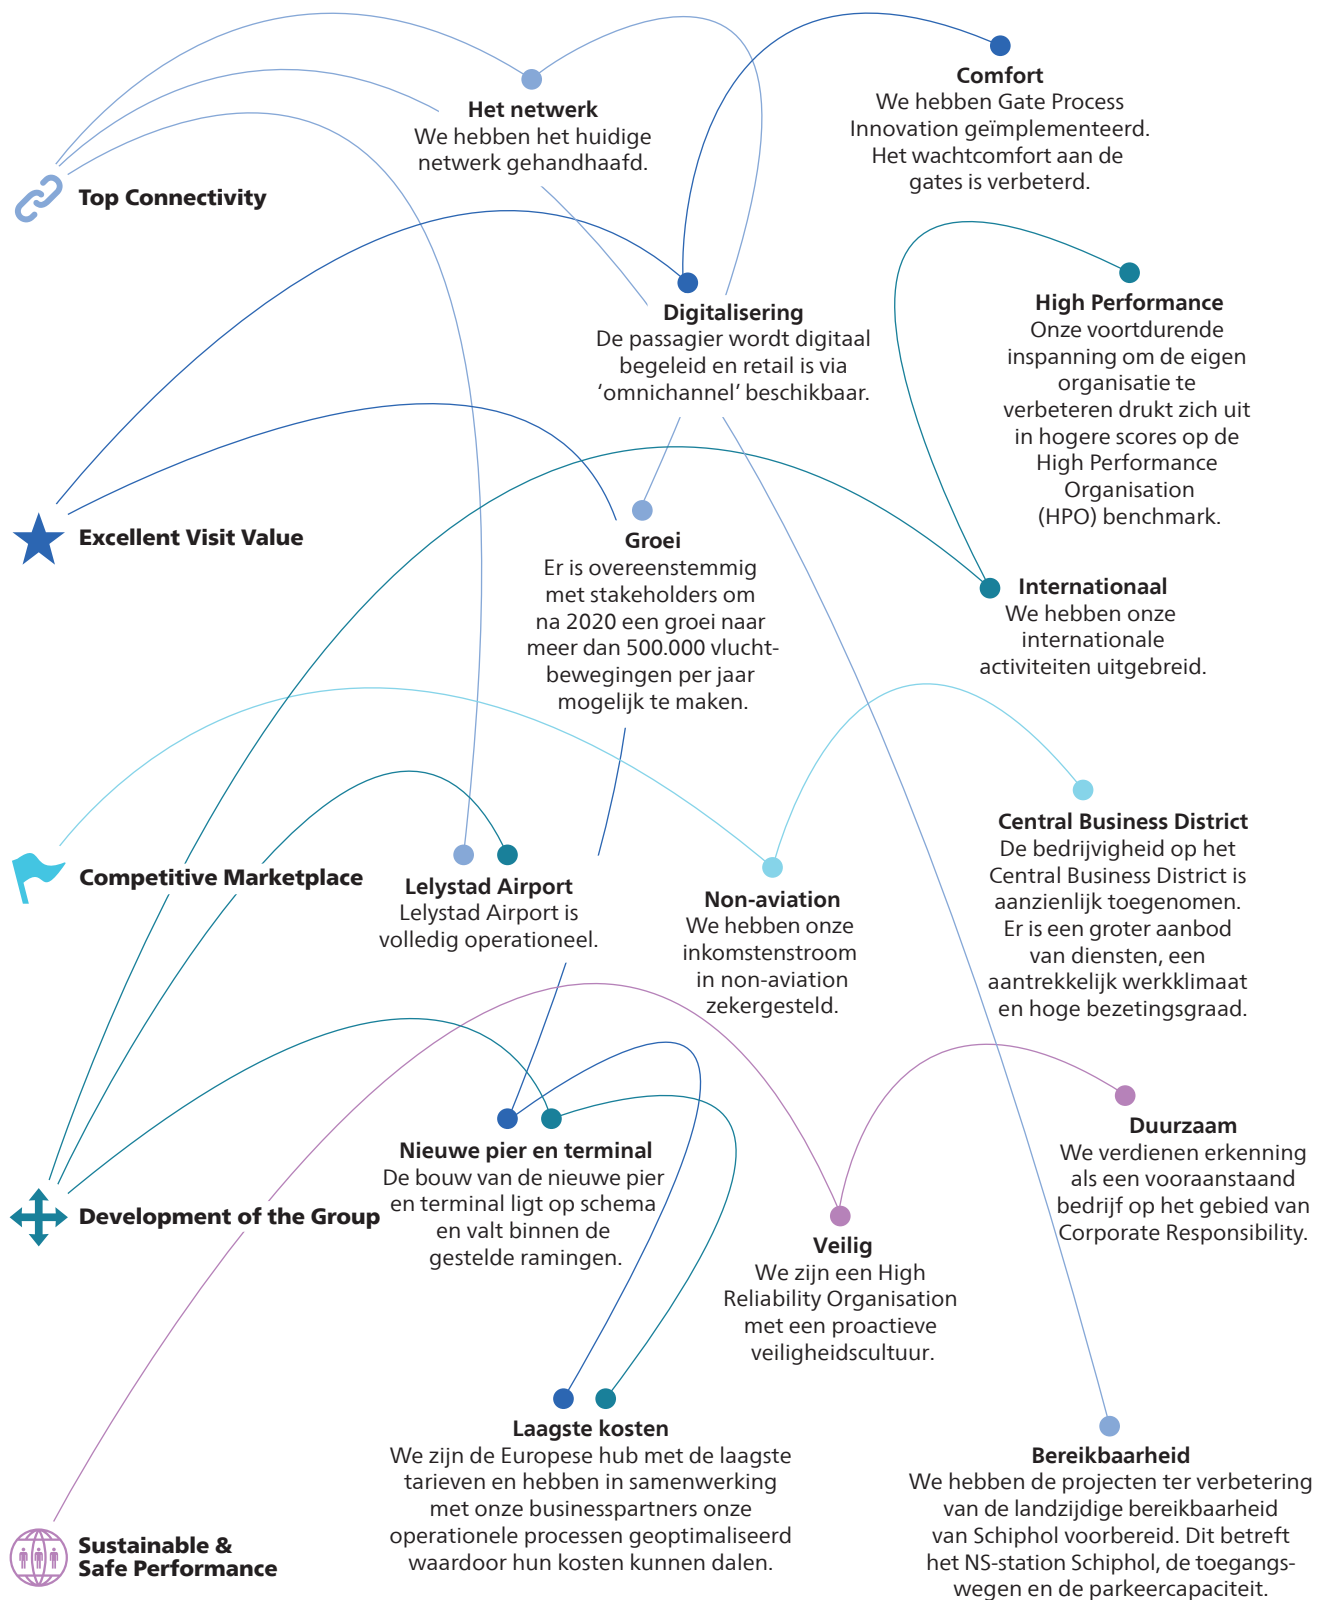 Het netwerk
We hebben het huidige
netwerk gehandhaafd.
Comfort
We hebben Gate Process
Innovation geïmplementeerd.
Het wachtcomfort aan de
gates is verbeterd.
Top Connectivity
Digitalisering
De passagier wordt digitaal
begeleid en retail is via
‘omnichannel’ beschikbaar.
High Performance
Onze voortdurende
inspanning om de eigen
organisatie te
verbeteren drukt zich uit
in hogere scores op de
High Performance
Organisation
(HPO) benchmark.
Excellent Visit Value
Groei
Er is overeenstemmig
met stakeholders om
na 2020 een groei naar
meer dan 500.000 vlucht-
bewegingen per jaar
mogelijk te maken.
Internationaal
We hebben onze
internationale
activiteiten uitgebreid.
Competitive Marketplace
Lelystad Airport
Lelystad Airport is
volledig operationeel.
Non-aviation
We hebben onze
inkomstenstroom
in non-aviation
zekergesteld.
Central Business District
De bedrijvigheid op het
Central Business District is
aanzienlijk toegenomen.
Er is een groter aanbod
van diensten, een
aantrekkelijk werkklimaat
en hoge bezetingsgraad.
Development of the Group
Nieuwe pier en terminal
De bouw van de nieuwe pier
en terminal ligt op schema
en valt binnen de
gestelde ramingen.
Veilig
We zijn een High
Reliability Organisation
met een proactieve
veiligheidscultuur.
Duurzaam
We verdienen erkenning
als een vooraanstaand
bedrijf op het gebied van
Corporate Responsibility.
Sustainable &
Safe Performance
Laagste kosten
We zijn de Europese hub met de laagste
tarieven en hebben in samenwerking
met onze businesspartners onze
operationele processen geoptimaliseerd
waardoor hun kosten kunnen dalen.
Bereikbaarheid
We hebben de projecten ter verbetering
van de landzijdige bereikbaarheid
van Schiphol voorbereid. Dit betreft
het NS-station Schiphol, de toegangs-
wegen en de parkeercapaciteit.